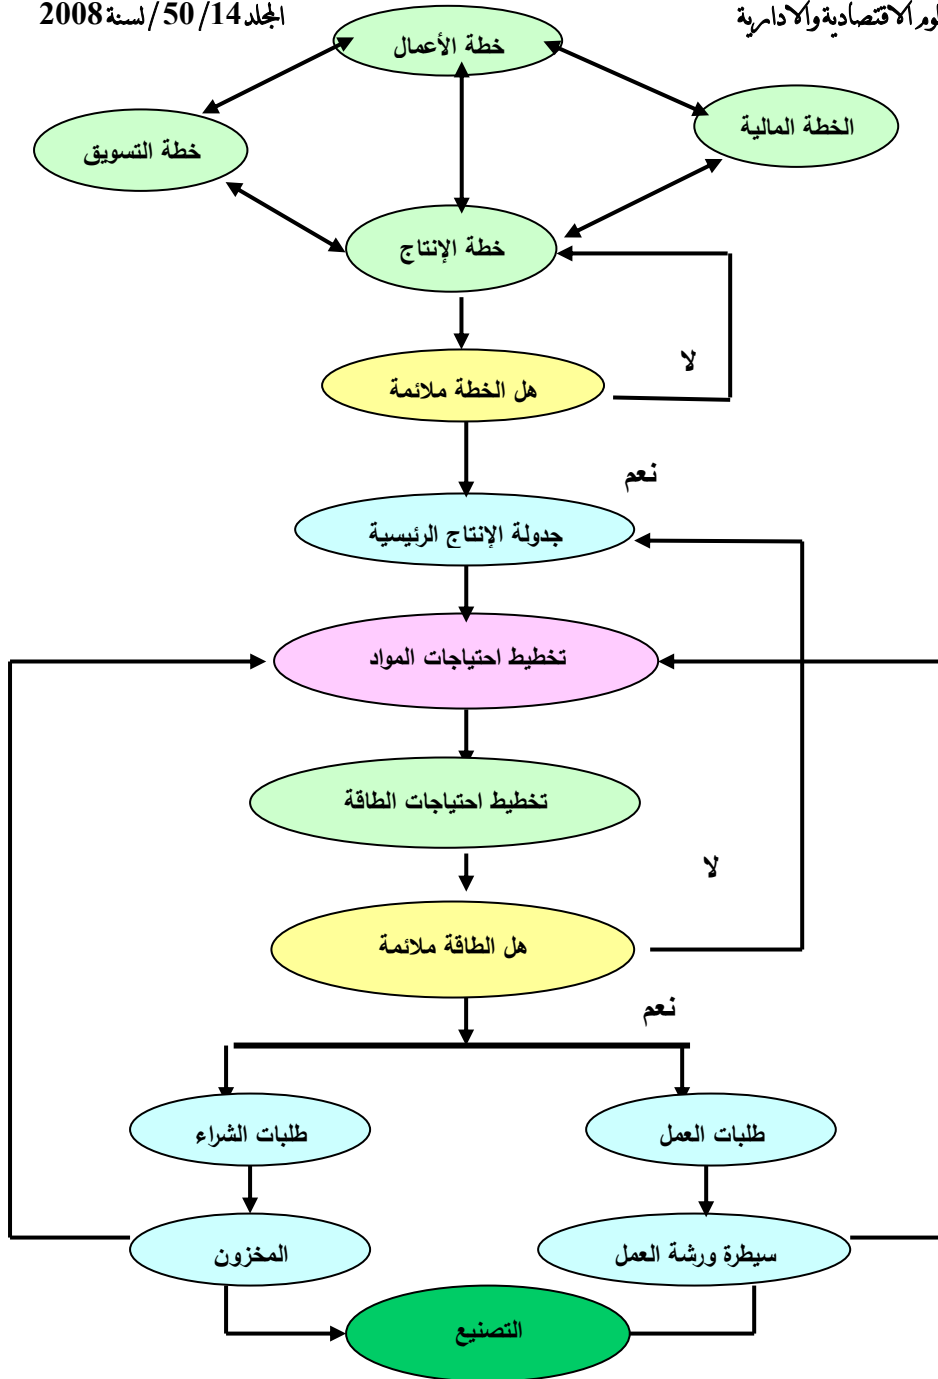 لوم الاقتصادية والادارية
المجلد 14/ 50 / لسنة 2008
خطة الأعمال
الخطة المالية
خطة التسويق
خطة الإنتاج
لا
هل الخطة ملائمة
نعم
جدولة الإنتاج الرئيسية
تخطيط احتياجات المواد
تخطيط احتياجات الطاقة
لا
هل الطاقة ملائمة
نعم
طلبات العمل
طلبات الشراء
سيطرة ورشة العمل
المخزون
التصنيع